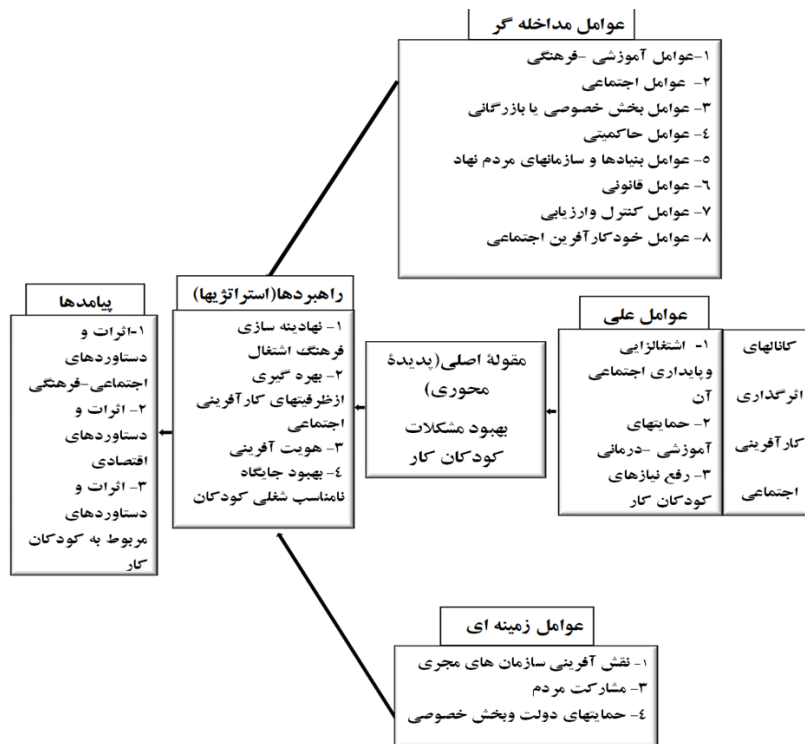 عوامل مداخله گر
۱-عوامل آموزشی -فرهنگی
۲- عوامل اجتماعی
۳- عوامل بخش خصوصی یا بازرگانی
۴- عوامل حاکمیتی
۵- عوامل بنیادها و سازمانهای مردم نهاد
۶- عوامل قانونی
۷- عوامل کنترل وارزیابی
۸- عوامل خودکارآفرین اجتماعی
کانالهای
اثرگذاری
کارآفرینی
اجتماعی
عوامل علی
۱- اشتغالزایی
وپایداری اجتماعی
آن
۲- حمایتهای
آموزشی -درمانی
۳- رفع نیازهای
کودکان کار
مقولهٔ اصلی(پدیدهٔ
محوری)
بهبود مشکلات
کودکان کار
راهبردها(استراتژیها)
۱- نهادینه سازی
فرهنگ اشتغال
۲- بهره گیری
ازظرفیتهای کارآفرینی
اجتماعی
۳- هویت آفرینی
۴- بهبود جایگاه
نامناسب شغلی کودکان
پیامدها
۱-اثرات و
دستاوردهای
اجتماعی-فرهنگی
۲- اثرات و
دستاوردهای
اقتصادی
۳- اثرات و
دستاوردهای
مربوط به کودکان
کار
عوامل زمینه ای
۱- نقش آفرینی سازمان های مجری
۳- مشارکت مردم
۴- حمایتهای دولت وبخش خصوصی